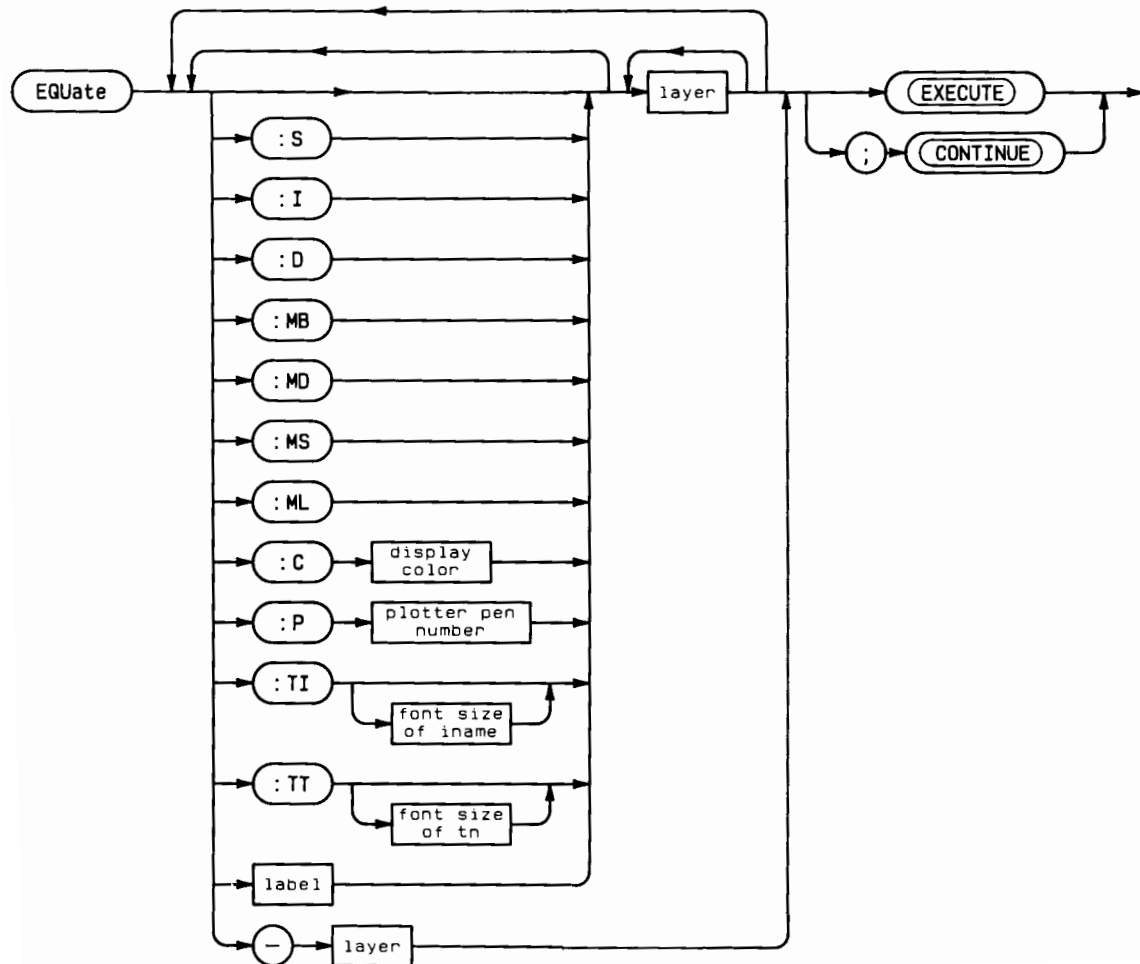 EQUate
layer
EXECUTE
; CONTINUE
:S
:I
:D
:MB
:MD
:MS
:ML
:C display
color
:P plotter pen
number
:TI
font size
of iname
:TT
font size
of tn
label
– layer